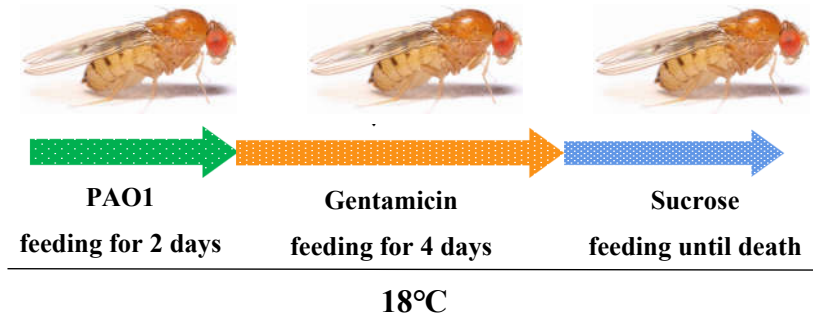 PAO1
feeding for 2 days
Gentamicin
feeding for 4 days
Sucrose
feeding until death
18°C